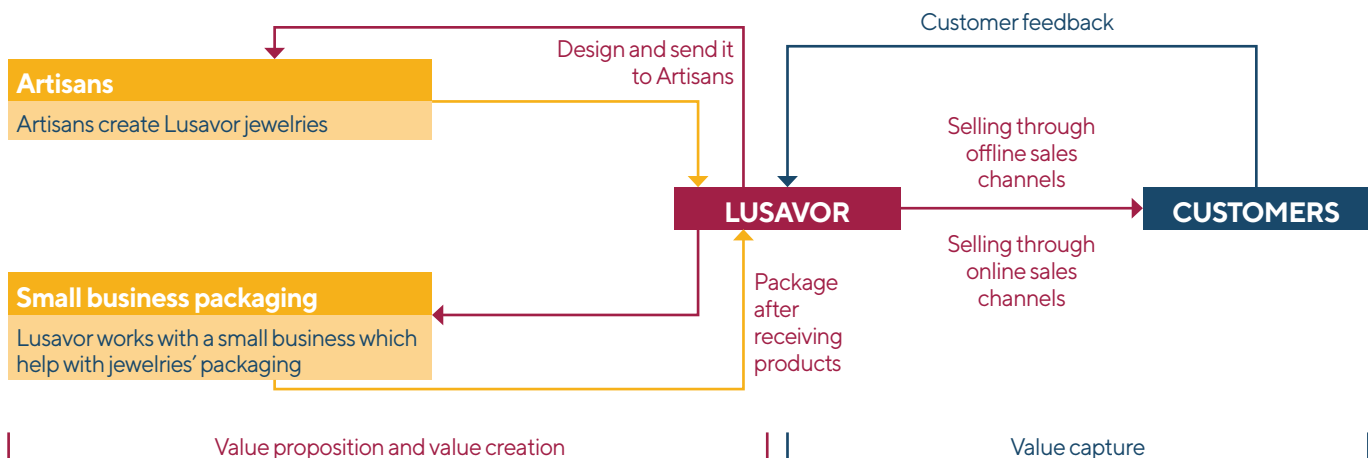 Customer feedback
Design and send it
to Artisans
Artisans
Artisans create Lusavor jewelries
Selling through
offline sales
channels
LUSAVOR
CUSTOMERS
Selling through
online sales
channels
Small business packaging
Lusavor works with a small business which
help with jewelries’ packaging
Package
after
receiving
products
Value proposition and value creation
Value capture